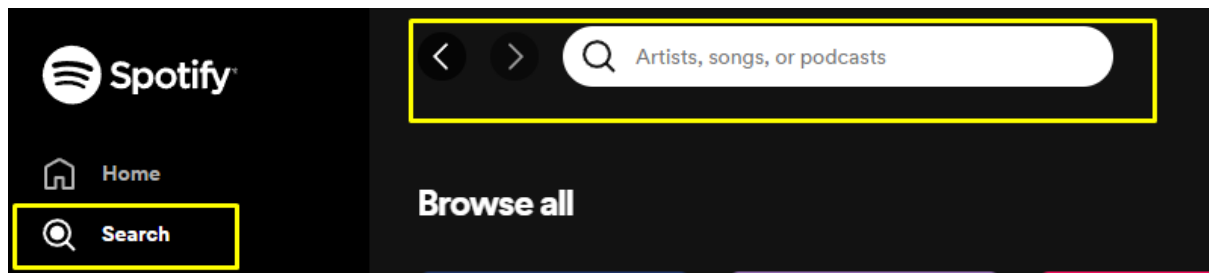 Spotify
Artists, songs, or podcasts
Home
Browse all
Search